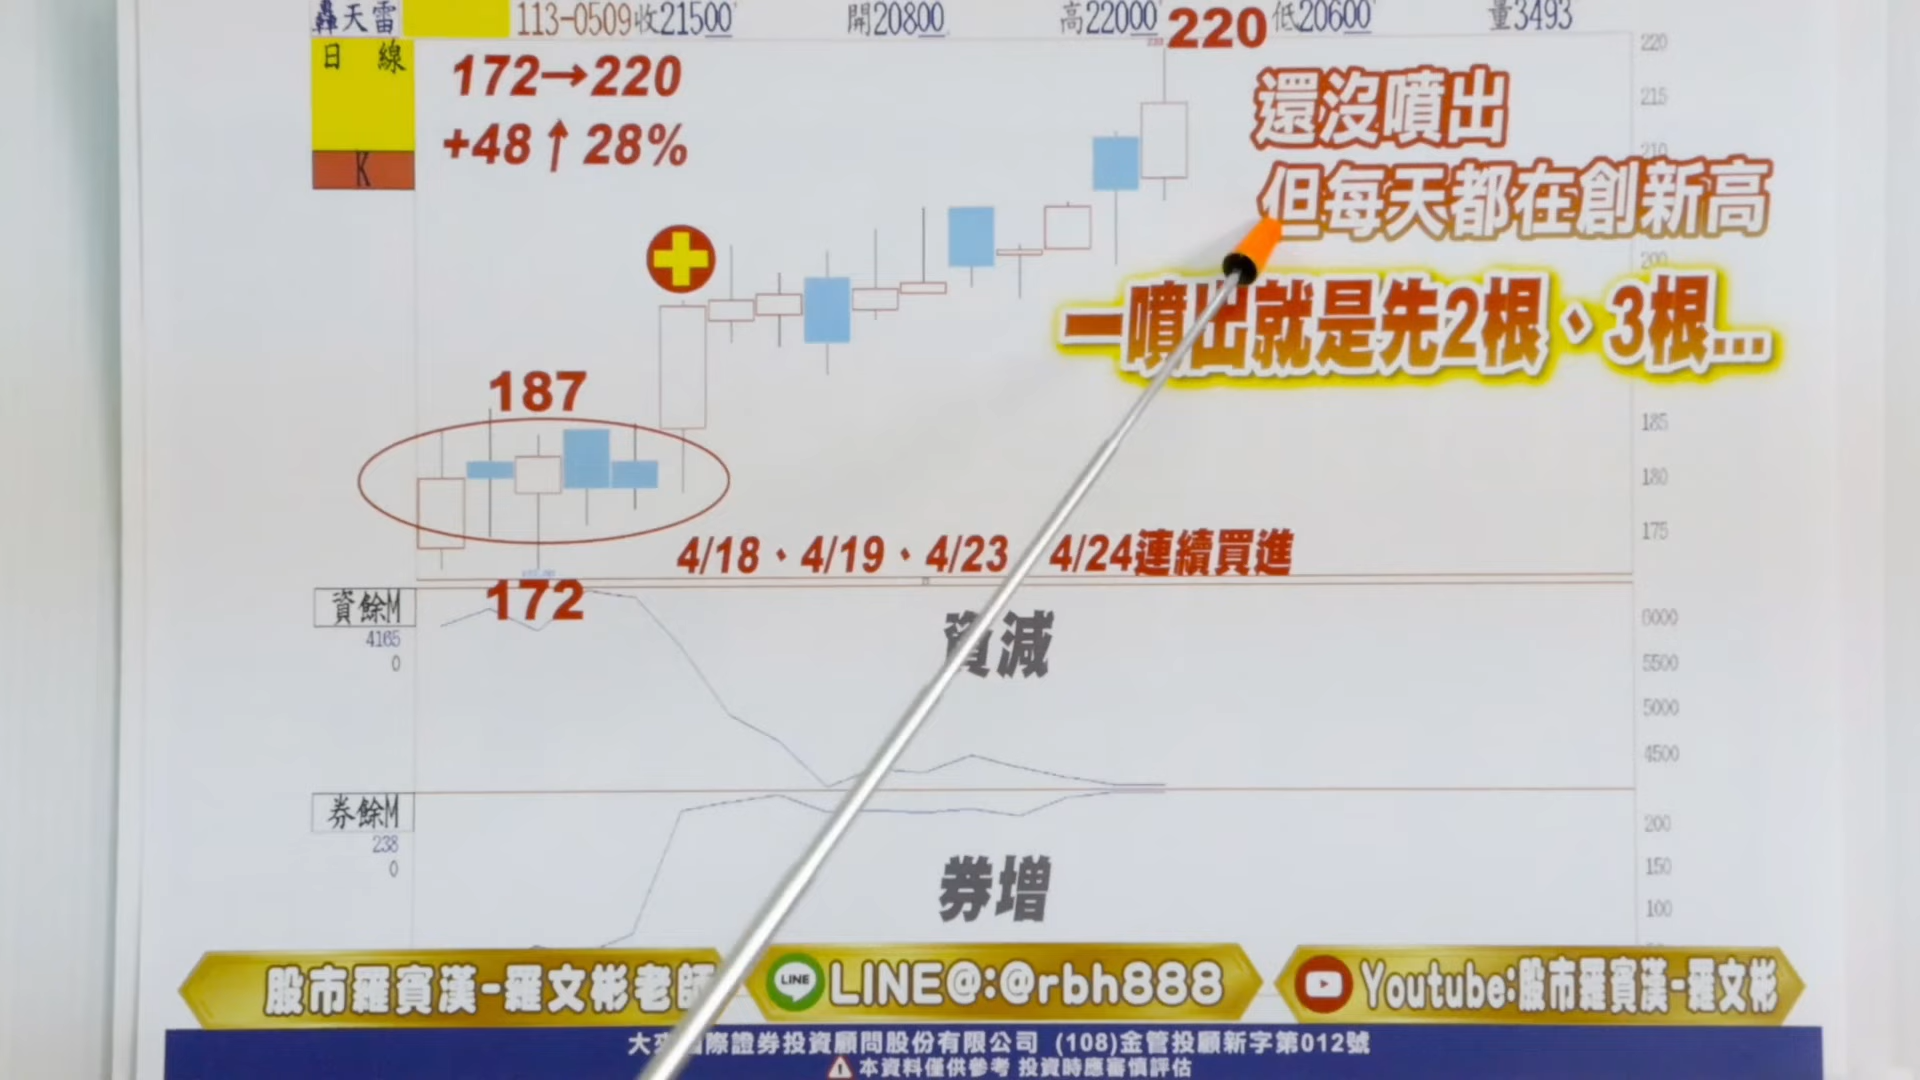 轟天雷 113-0509收21500 開20800 高22000 低20600 量3493
220
日線
K
172→220
+48↑28%
還沒噴出
但每天都在創新高
一噴出就是先2根、3根...
187
172
4/18、4/19、4/23 4/24連續買進
220
215
210
200
185
180
175
資餘M
4165
0
資減
6000
5500
5000
4500
券餘M
238
0
券增
200
150
100
股市羅賓漢-羅文彬老師
LINE LINE@:@rbh888
Youtube:股市羅賓漢-羅文彬
大來國際證券投資顧問股份有限公司 (108)金管投顧新字第012號
本資料僅供參考 投資時應審慎評估